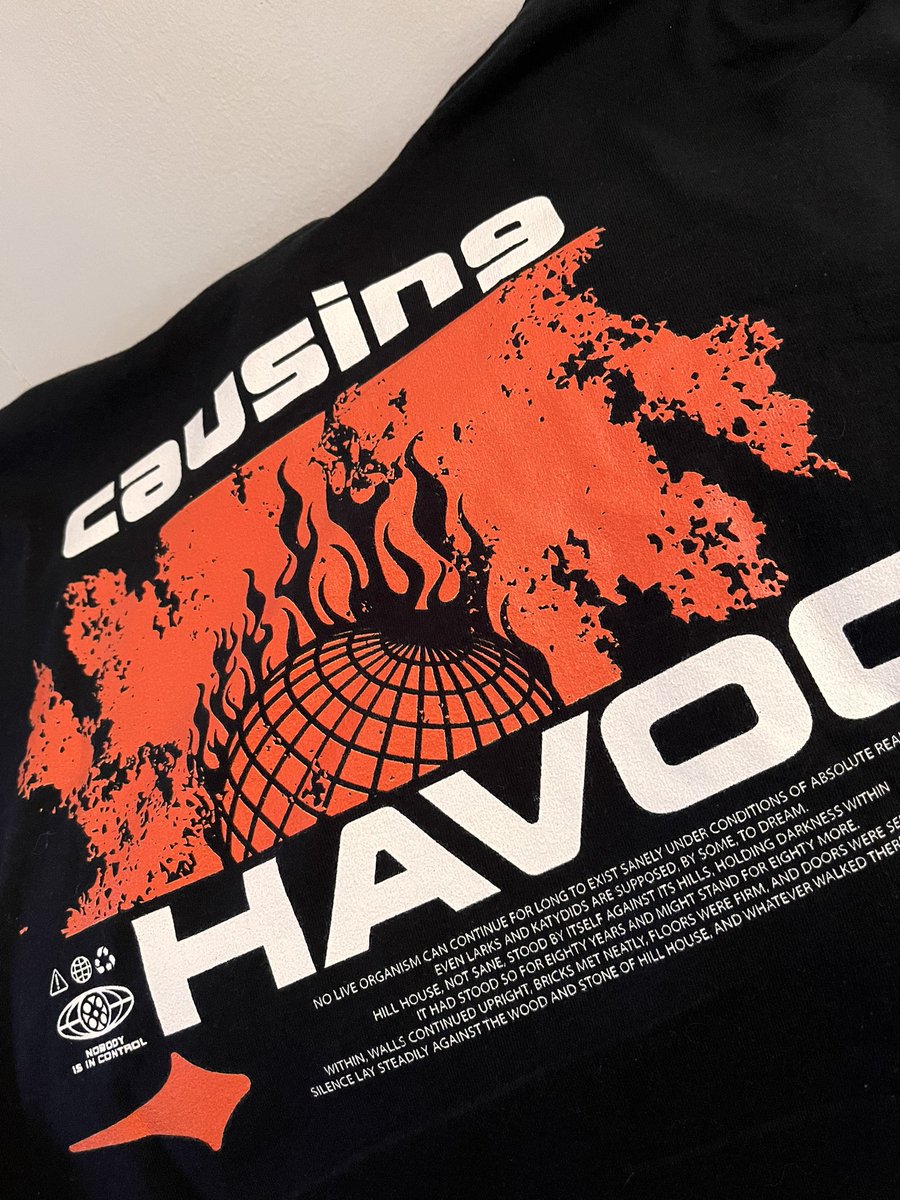 causing
HAVOC
NO LIVE ORGANISM CAN CONTINUE FOR LONG TO EXIST SANELY UNDER CONDITIONS OF ABSOLUTE
EVEN LARKS AND KATYDIDS ARE SUPPOSED, BY SOME, TO DREAM.
HILL HOUSE, NOT SANE, STOOD BY ITSELF AGAINST ITS HILLS, HOLDING DARKNESS WITHIN
IT HAD STOOD SO FOR EIGHTY YEARS AND MIGHT STAND FOR EIGHTY MORE.
WITHIN, WALLS CONTINUED UPRIGHT, BRICKS MET NEATLY, FLOORS WERE FIRM, AND DOORS WERE
SILENCE LAY STEADILY AGAINST THE WOOD AND STONE OF HILL HOUSE, AND WHATEVER WALKED
NOBODY
IS IN CONTROL